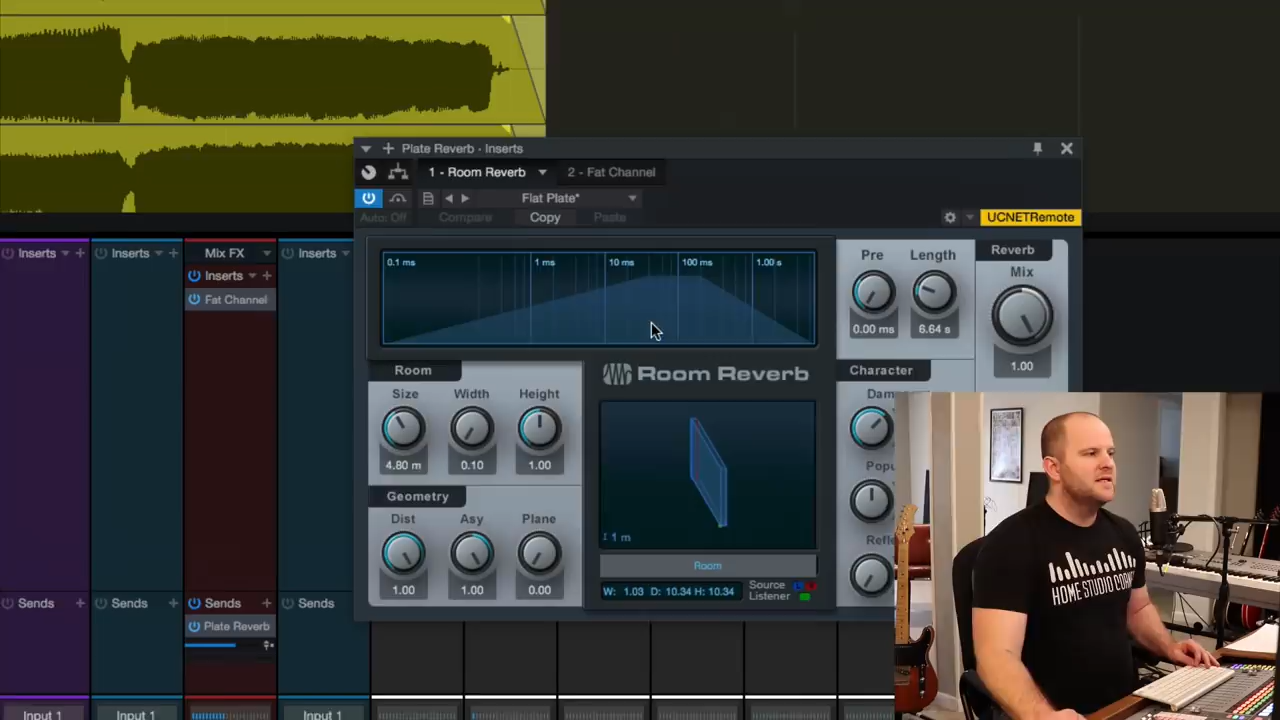 Plate Reverb - Inserts
1 - Room Reverb
2 - Fat Channel
Flat Plate*
Auto: Off
Compare
Copy
Paste
UCNETRemote
Inserts
Inserts
Mix FX
Inserts
Inserts
Fat Channel
0.1 ms
1 ms
10 ms
100 ms
1.00 s
Pre
Length
0.00 ms
6.64 s
Reverb
Mix
1.00
Room
Size
Width
Height
4.80 m
0.10
1.00
Room Reverb
Character
Geometry
Dist
Asy
Plane
1.00
1.00
0.00
1 m
Room
W: 1.03 D: 10.34 H: 10.34
Source
Listener
L
R
Sends
Sends
Sends
Sends
Plate Reverb
Input 1
Input 1
Input 1
HOME STUDIO CORN